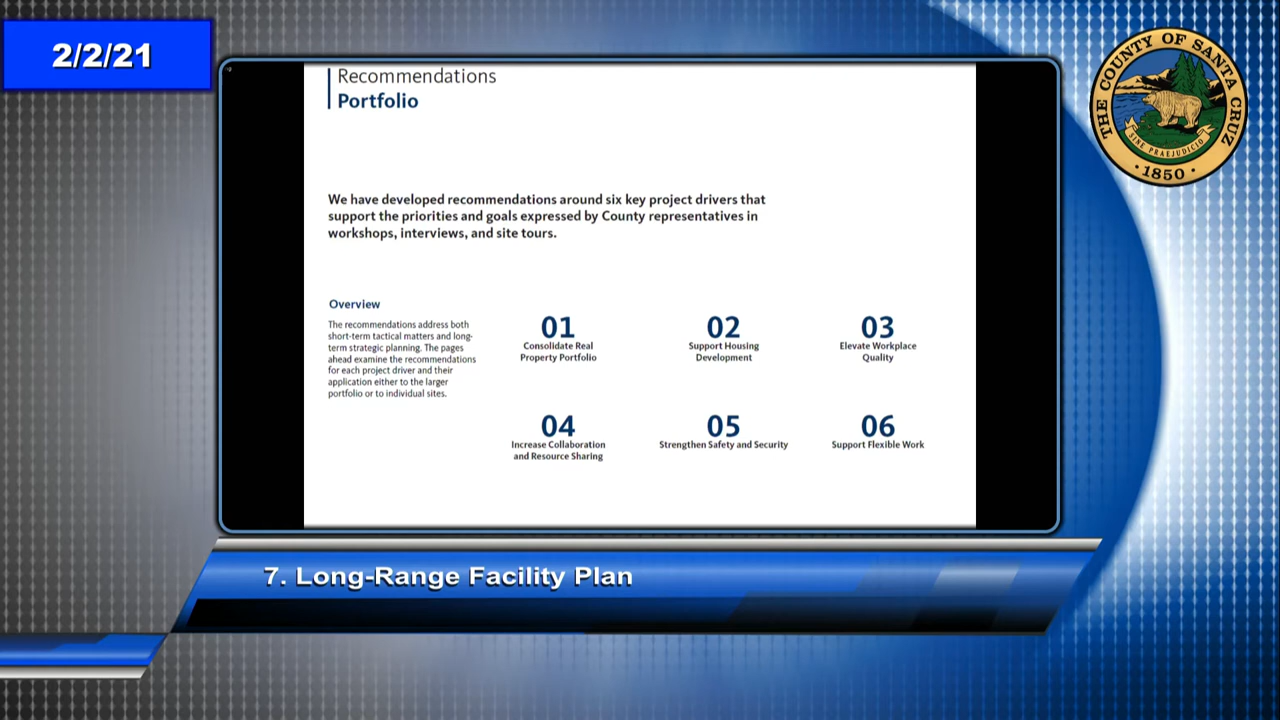 2/2/21
THE COUNTY OF SANTA CRUZ
SINE PRAEJUDICIO
• 1850 •
Recommendations
Portfolio
We have developed recommendations around six key project drivers that
support the priorities and goals expressed by County representatives in
workshops, interviews, and site tours.
Overview
The recommendations address both
short-term tactical matters and long-
term strategic planning. The pages
ahead examine the recommendations
for each project driver and their
application either to the larger
portfolio or to individual sites.
01
Consolidate Real
Property Portfolio
02
Support Housing
Development
03
Elevate Workplace
Quality
04
Increase Collaboration
and Resource Sharing
05
Strengthen Safety and Security
06
Support Flexible Work
7. Long-Range Facility Plan